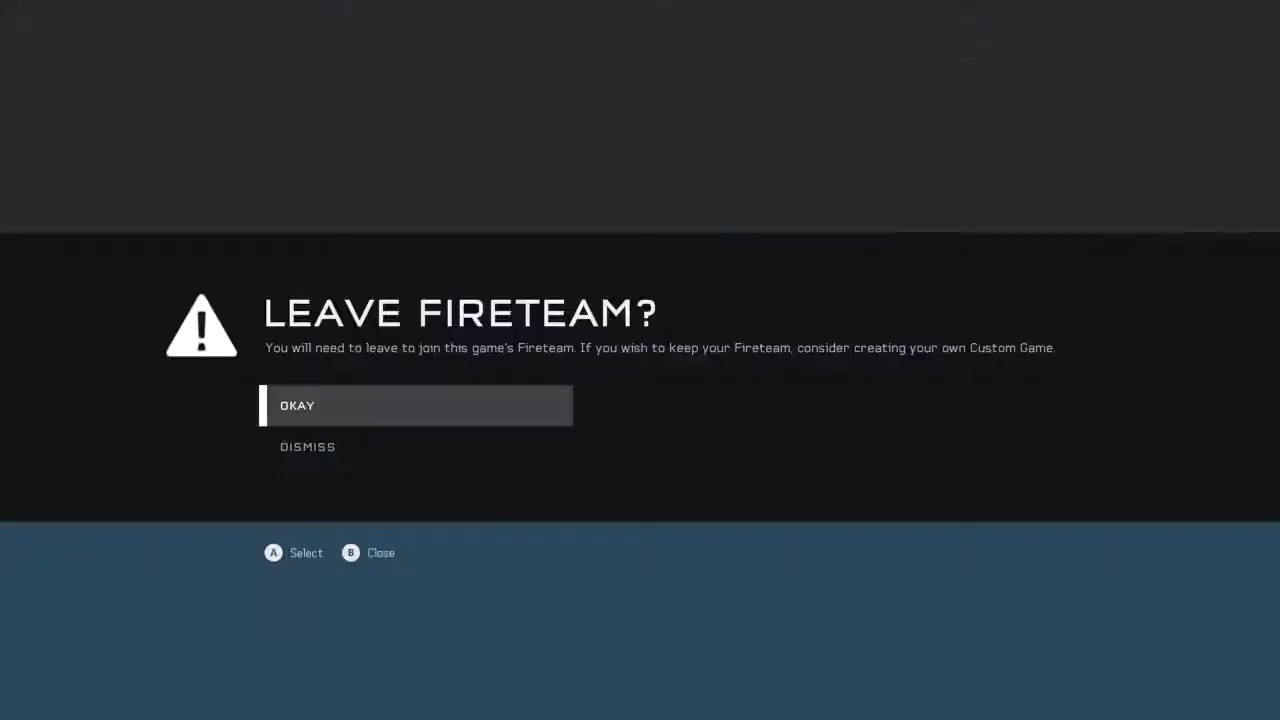 LEAVE FIRETEAM?
You will need to leave to join this game's Fireteam. If you wish to keep your Fireteam, consider creating your own Custom Game.
OKAY
DISMISS
A Select B Close